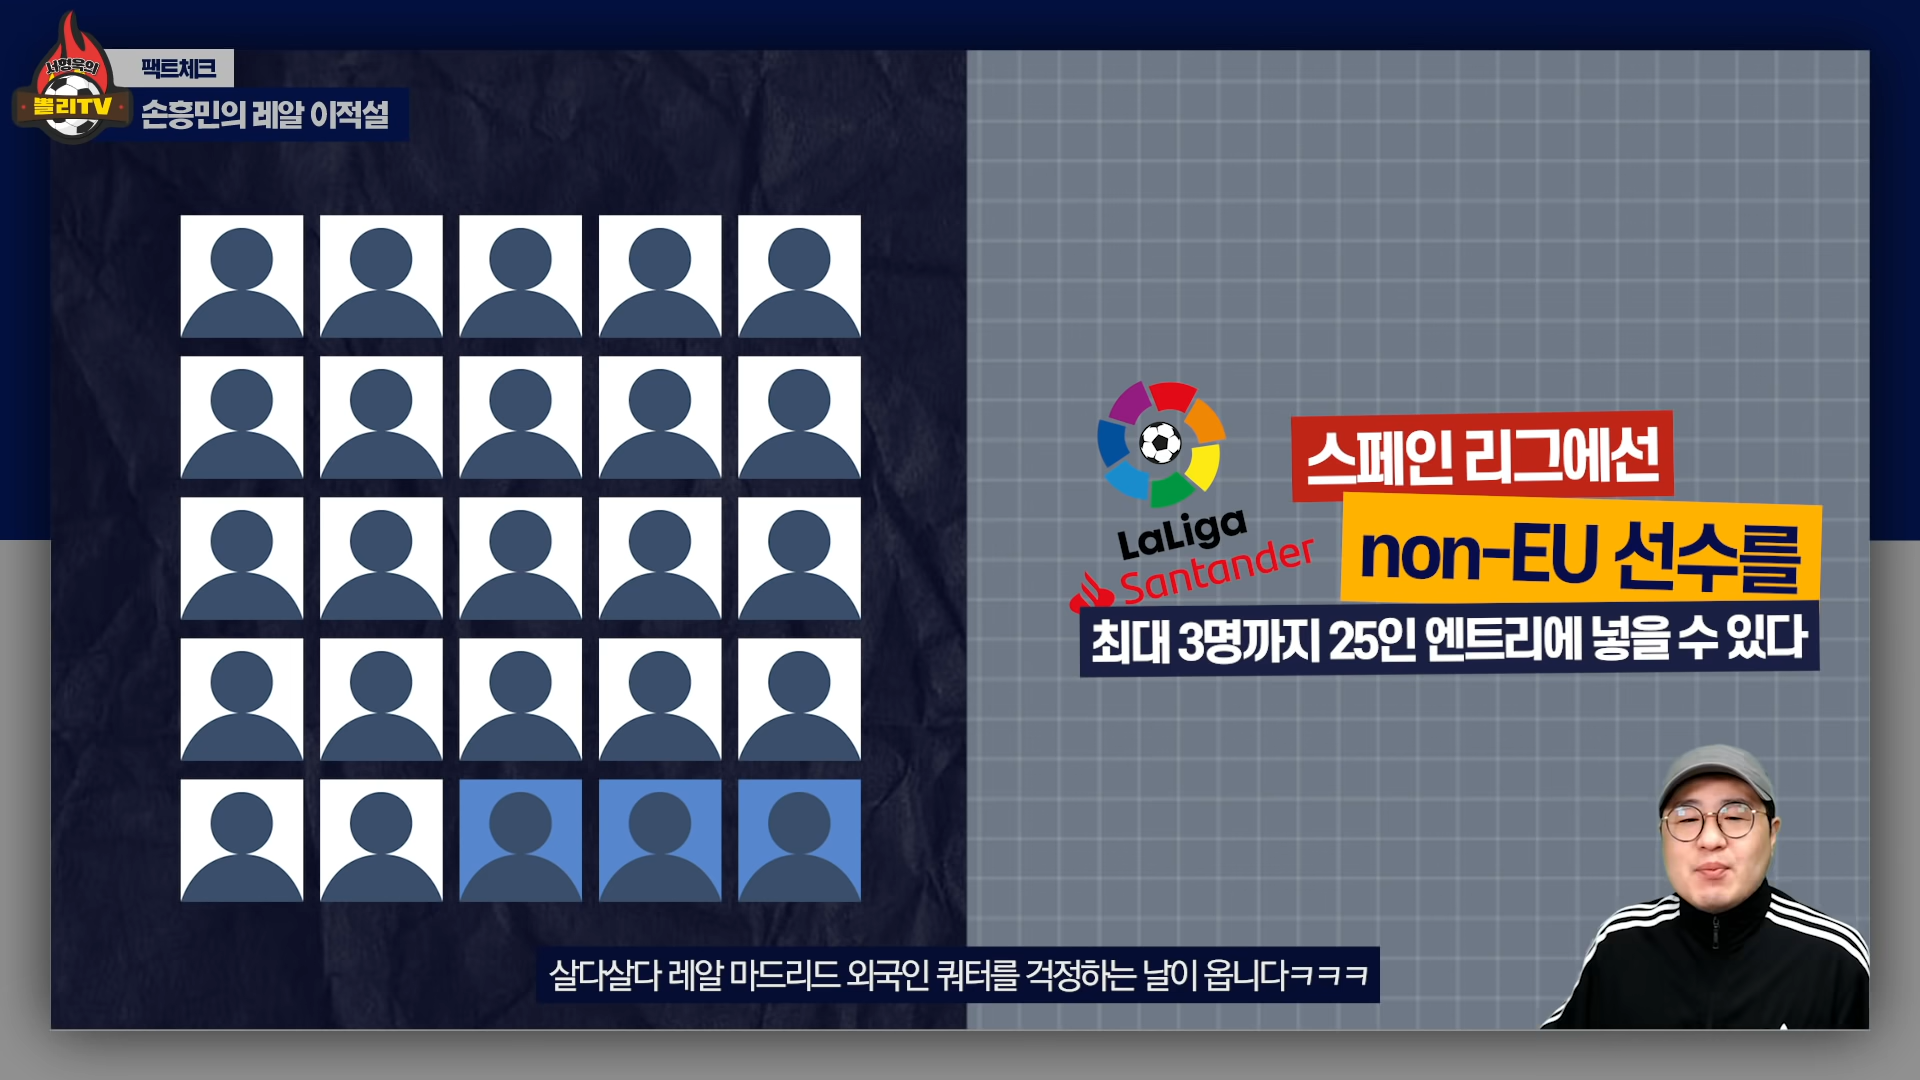 서형욱의
뽈리TV
팩트체크
손흥민의 레알 이적설
LaLiga
Santander
스페인 리그에선
non-EU 선수를
최대 3명까지 25인 엔트리에 넣을 수 있다
살다살다 레알 마드리드 외국인 쿼터를 걱정하는 날이 옵니다ㅋㅋㅋ